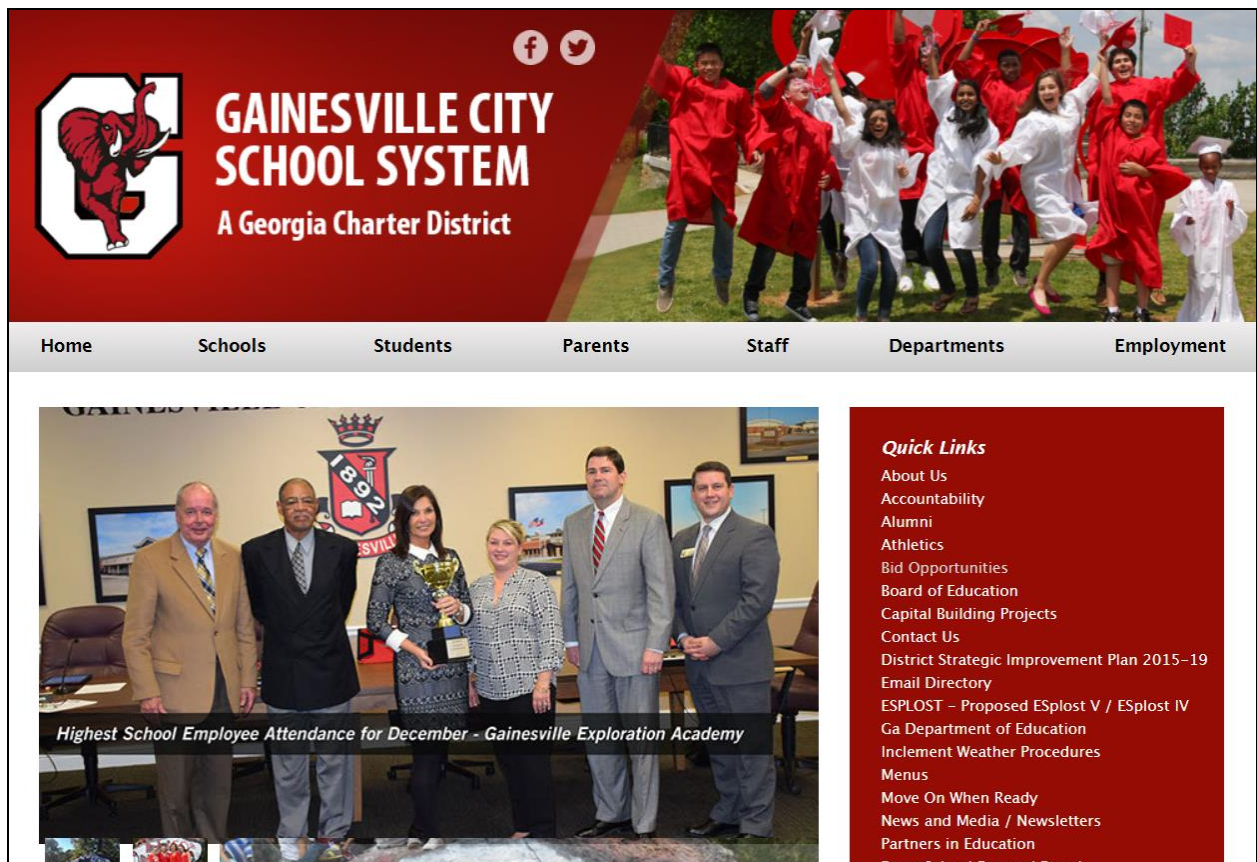 GAINESVILLE CITY
SCHOOL SYSTEM
A Georgia Charter District
Home Schools Students Parents Staff Departments Employment
GAINESVILLE
1892
Highest School Employee Attendance for December - Gainesville Exploration Academy
Quick Links
About Us
Accountability
Alumni
Athletics
Bid Opportunities
Board of Education
Capital Building Projects
Contact Us
District Strategic Improvement Plan 2015-19
Email Directory
ESPLOST - Proposed ESplost V / ESplost IV
Ga Department of Education
Inclement Weather Procedures
Menus
Move On When Ready
News and Media / Newsletters
Partners in Education